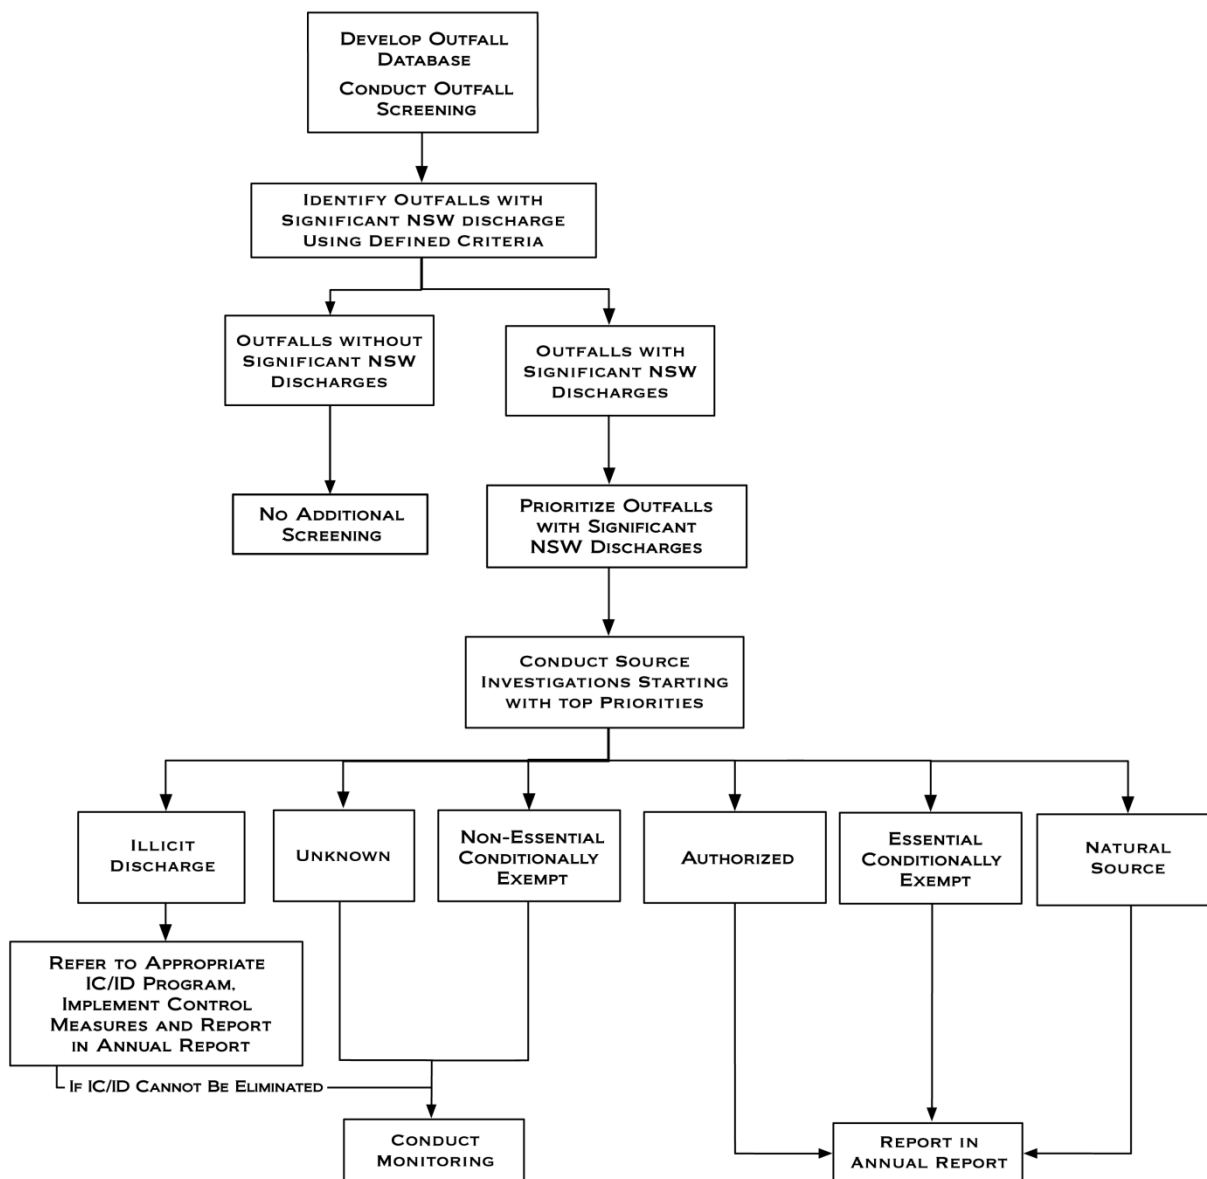 Develop Outfall
Database
Conduct Outfall
Screening
Identify Outfalls with
Significant NSW discharge
Using Defined Criteria
Outfalls without
Significant NSW
Discharges
Outfalls with
Significant NSW
Discharges
No Additional
Screening
Prioritize Outfalls
with Significant
NSW Discharges
Conduct Source
Investigations Starting
with top Priorities
Illicit
Discharge
Unknown
Non-Essential
Conditionally
Exempt
Authorized
Essential
Conditionally
Exempt
Natural
Source
Refer to Appropriate
IC/ID Program,
Implement Control
Measures and Report
in Annual Report
If IC/ID Cannot Be Eliminated
Conduct
Monitoring
Report in
Annual Report